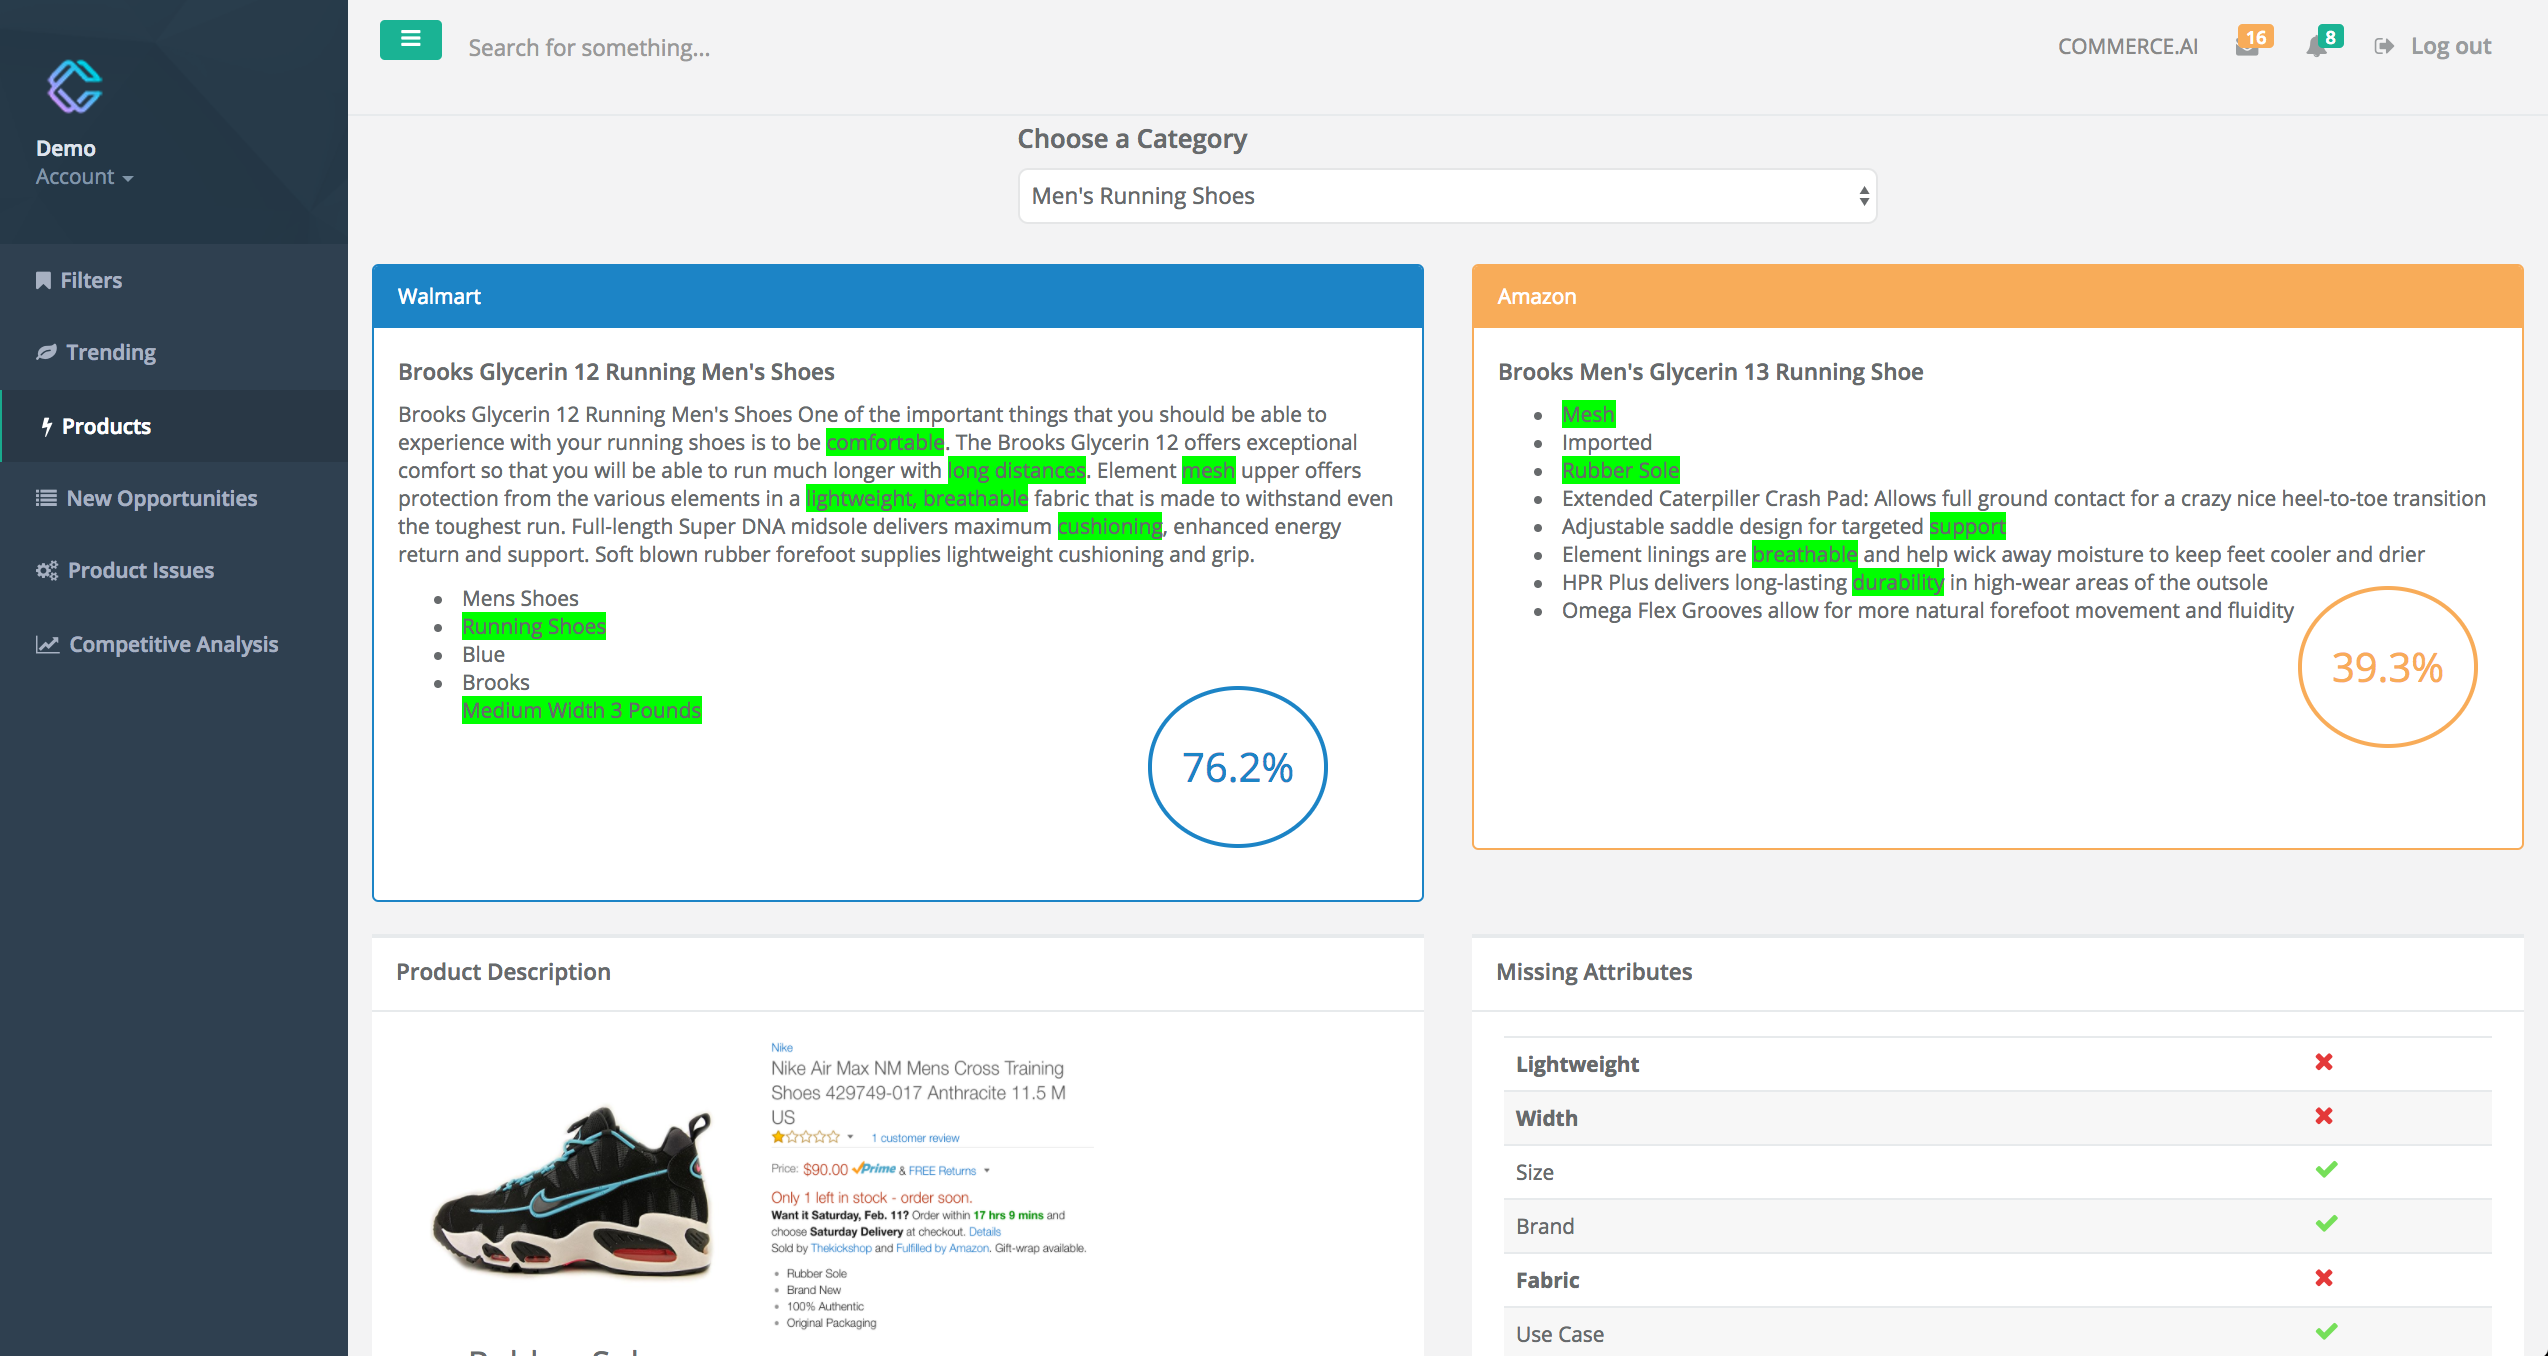 Demo
Account
Filters
Trending
Products
New Opportunities
Product Issues
Competitive Analysis
Search for something...
COMMERCE.AI
16
8
Log out
Choose a Category
Men's Running Shoes
Walmart
Brooks Glycerin 12 Running Men's Shoes
Brooks Glycerin 12 Running Men's Shoes One of the important things that you should be able to
experience with your running shoes is to be comfortable. The Brooks Glycerin 12 offers exceptional
comfort so that you will be able to run much longer with long distances. Element mesh upper offers
protection from the various elements in a lightweight, breathable fabric that is made to withstand even
the toughest run. Full-length Super DNA midsole delivers maximum cushioning, enhanced energy
return and support. Soft blown rubber forefoot supplies lightweight cushioning and grip.
Mens Shoes
Running Shoes
Blue
Brooks
Medium Width 3 Pounds
76.2%
Amazon
Brooks Men's Glycerin 13 Running Shoe
Mesh
Imported
Rubber Sole
Extended Caterpiller Crash Pad: Allows full ground contact for a crazy nice heel-to-toe transition
Adjustable saddle design for targeted support
Element linings are breathable and help wick away moisture to keep feet cooler and drier
HPR Plus delivers long-lasting durability in high-wear areas of the outsole
Omega Flex Grooves allow for more natural forefoot movement and fluidity
39.3%
Product Description
Nike
Nike Air Max NM Mens Cross Training
Shoes 429749-017 Anthracite 11.5 M
US
1 customer review
Price: $90.00 Prime & FREE Returns
Only 1 left in stock - order soon.
Want it Saturday, Feb. 11? Order within 17 hrs 9 mins and
choose Saturday Delivery at checkout. Details
Sold by Thekickshop and Fulfilled by Amazon. Gift-wrap available.
Rubber Sole
Brand New
100% Authentic
Original Packaging
Missing Attributes
Lightweight
Width
Size
Brand
Fabric
Use Case